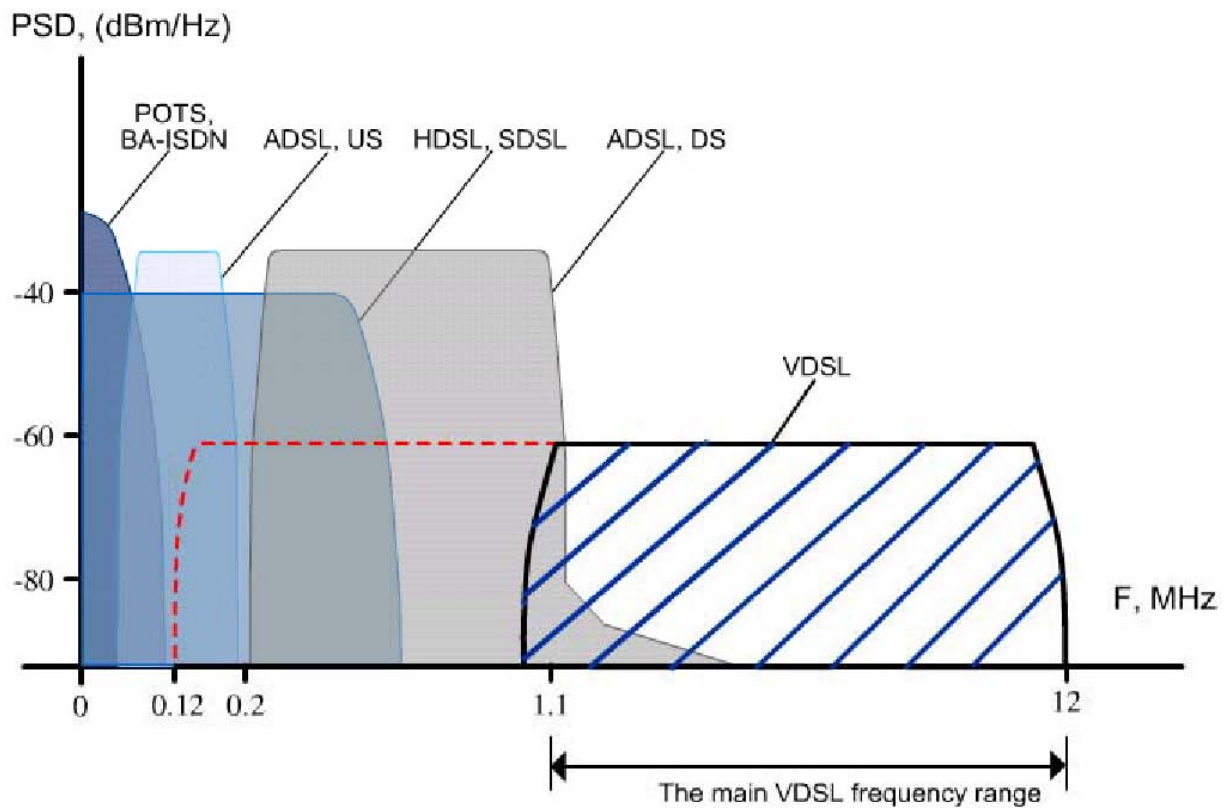 PSD, (dBm/Hz)
POTS,
BA-ISDN
ADSL, US
HDSL, SDSL
ADSL, DS
-40
VDSL
-60
-80
F, MHz
0
0.12
0.2
1.1
12
The main VDSL frequency range